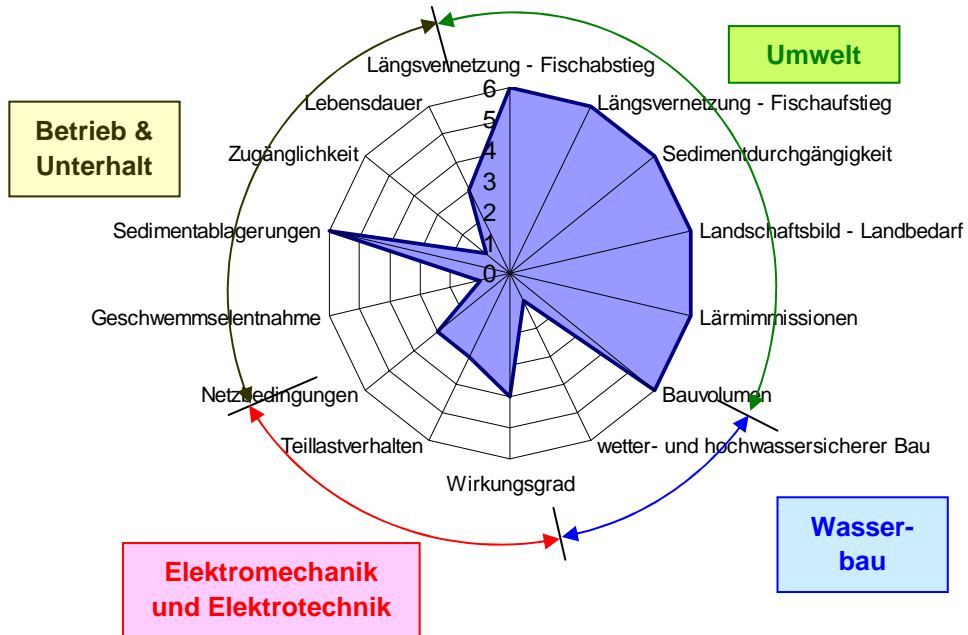 Umwelt
Längsvernetzung - Fischabstieg
Lebensdauer
Längsvernetzung - Fischaufstieg
Betrieb &
Unterhalt
Zugänglichkeit
Sedimentdurchgängigkeit
Sedimentablagerungen
Landschaftsbild - Landbedarf
Geschwemmselentnahme
Lärmimmissionen
Netzbedingungen
Bauvolumen
Teillastverhalten
wetter- und hochwassersicherer Bau
Wirkungsgrad
6
5
4
3
2
1
0
Wasser-
bau
Elektromechanik
und Elektrotechnik